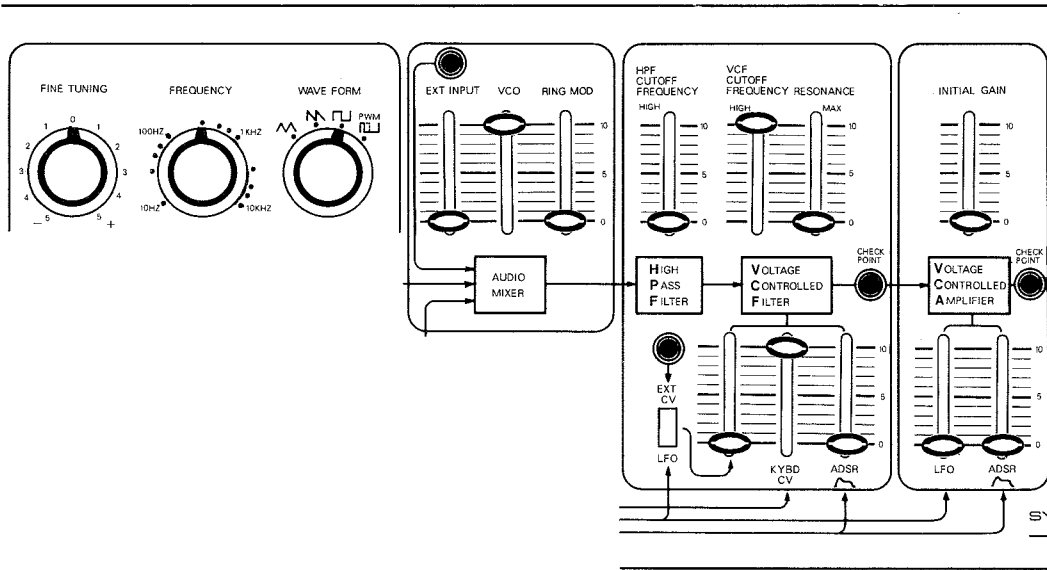 FINE TUNING
0
1 1
2 2
3 3
4 4
5 5
− +
FREQUENCY
100HZ
1KHZ
10HZ
10KHZ
WAVE FORM
PWM
EXT INPUT VCO RING MOD
10
5
0
AUDIO
MIXER
HPF
CUTOFF
FREQUENCY
HIGH
VCF
CUTOFF
FREQUENCY
HIGH
RESONANCE
MAX
10
5
0
10
5
0
HIGH
PASS
FILTER
VOLTAGE
CONTROLLED
FILTER
CHECK
POINT
EXT
CV
LFO
KYBD
CV
ADSR
10
5
0
INITIAL GAIN
10
5
0
VOLTAGE
CONTROLLED
AMPLIFIER
CHECK
POINT
10
5
0
LFO ADSR
SY